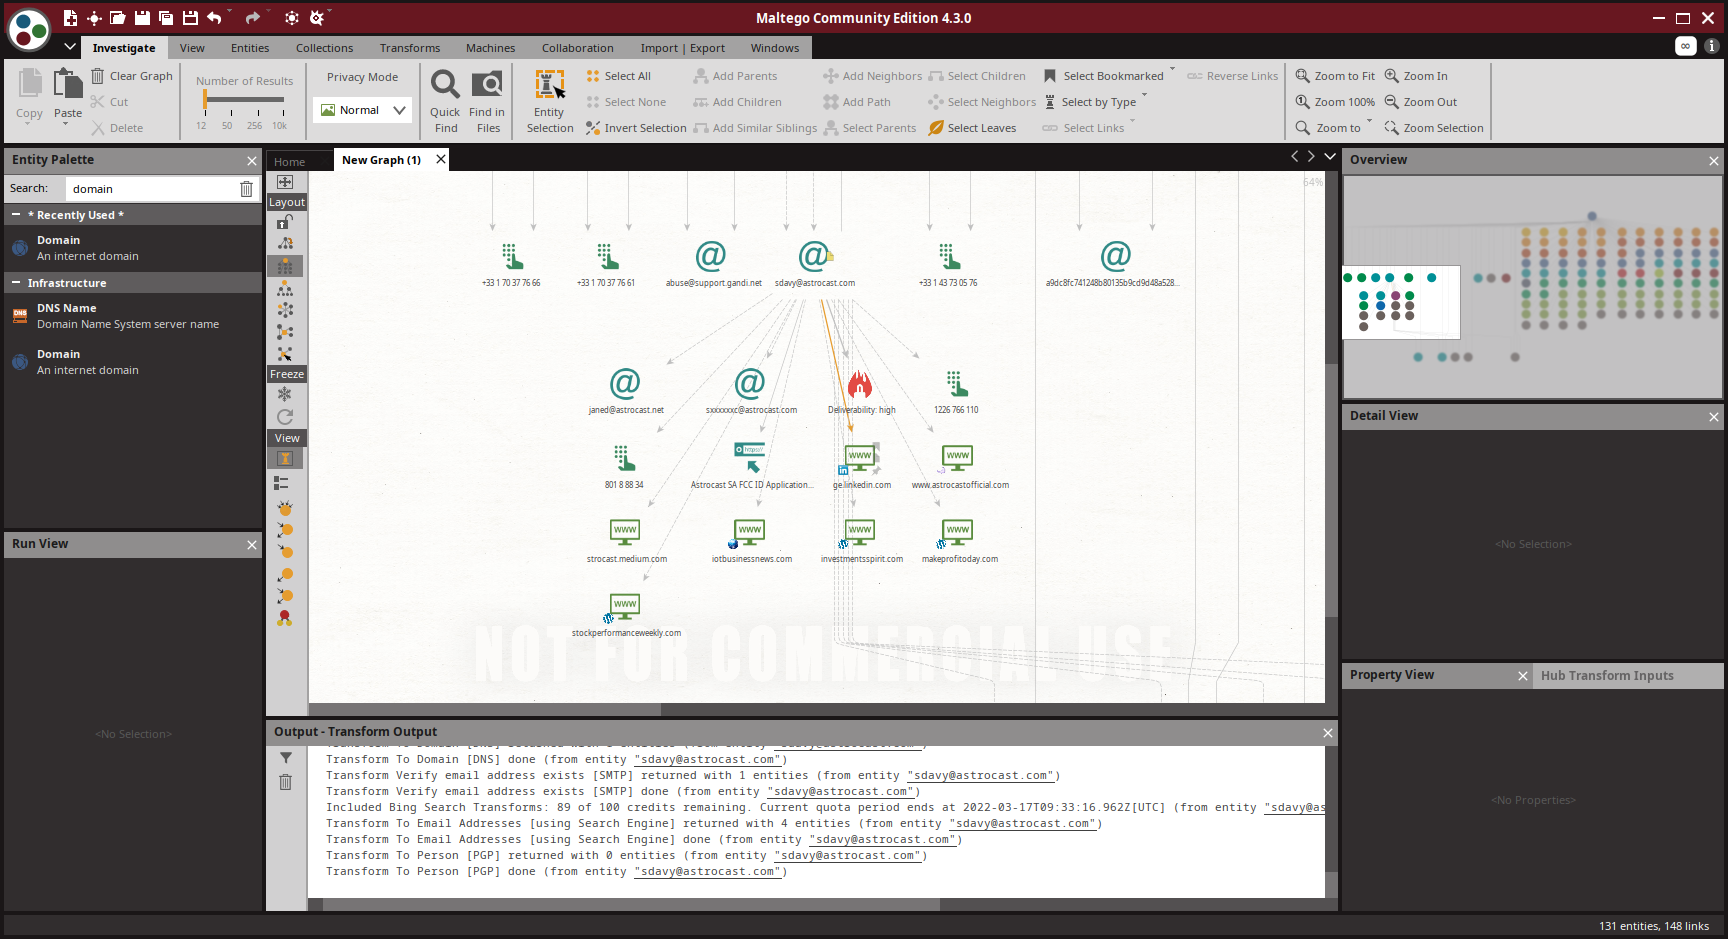 Maltego Community Edition 4.3.0
Investigate View Entities Collections Transforms Machines Collaboration Import | Export Windows
Copy
Paste
Clear Graph
Cut
Delete
Number of Results
12 50 256 10k
Privacy Mode
Normal
Quick Find
Find in Files
Entity Selection
Select All
Select None
Invert Selection
Add Parents
Add Children
Add Similar Siblings
Add Neighbors
Add Path
Select Parents
Select Children
Select Neighbors
Select Leaves
Select Bookmarked
Select by Type
Select Links
Reverse Links
Zoom to Fit
Zoom 100%
Zoom to
Zoom In
Zoom Out
Zoom Selection
Entity Palette
Search: domain
* Recently Used *
Domain
An internet domain
Infrastructure
DNS Name
Domain Name System server name
Domain
An internet domain
Run View
<No Selection>
Home
New Graph (1)
Layout
Freeze
View
64%
+33 1 70 37 76 66
+33 1 70 37 76 61
abuse@support.gandi.net
sdavy@astrocast.com
+33 1 43 73 05 76
a9dc8fc741248b80135b9cd9d48a528...
janed@astrocast.net
sxxxxxxc@astrocast.com
Deliverability: high
1226 766 110
801 8 88 34
Astrocast SA FCC ID Application...
ge.linkedin.com
www.astrocastofficial.com
strocast.medium.com
iotbusinessnews.com
investmentsspirit.com
makeprofitoday.com
stockperformanceweekly.com
NOT FOR COMMERCIAL USE
Output - Transform Output
Transform To Domain [DNS] done (from entity "sdavy@astrocast.com")
Transform Verify email address exists [SMTP] returned with 1 entities (from entity "sdavy@astrocast.com")
Transform Verify email address exists [SMTP] done (from entity "sdavy@astrocast.com")
Included Bing Search Transforms: 89 of 100 credits remaining. Current quota period ends at 2022-03-17T09:33:16.962Z[UTC] (from entity "sdavy@as
Transform To Email Addresses [using Search Engine] returned with 4 entities (from entity "sdavy@astrocast.com")
Transform To Email Addresses [using Search Engine] done (from entity "sdavy@astrocast.com")
Transform To Person [PGP] returned with 0 entities (from entity "sdavy@astrocast.com")
Transform To Person [PGP] done (from entity "sdavy@astrocast.com")
Overview
Detail View
<No Selection>
Property View
Hub Transform Inputs
<No Properties>
131 entities, 148 links